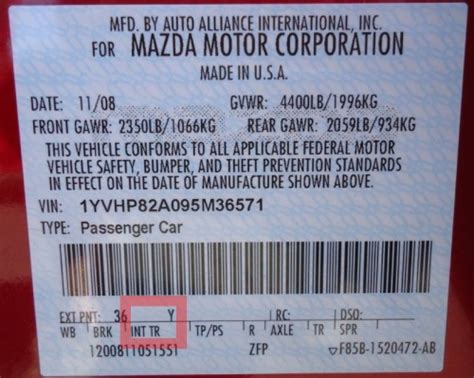 MFD. BY AUTO ALLIANCE INTERNATIONAL, INC.
FOR MAZDA MOTOR CORPORATION
MADE IN U.S.A.
DATE: 11/08 GVWR: 4400LB/1996KG
FRONT GAWR: 2350LB/1066KG REAR GAWR: 2059LB/934KG
THIS VEHICLE CONFORMS TO ALL APPLICABLE FEDERAL MOTOR
VEHICLE SAFETY, BUMPER, AND THEFT PREVENTION STANDARDS
IN EFFECT ON THE DATE OF MANUFACTURE SHOWN ABOVE.
VIN: 1YVHP82A095M36571
TYPE: Passenger Car
EXT PNT: 36 Y RC: DSO:
WB BRK INT TR TP/PS R AXLE TR SPR
1200811051551 ZFP F85B-1520472-AB